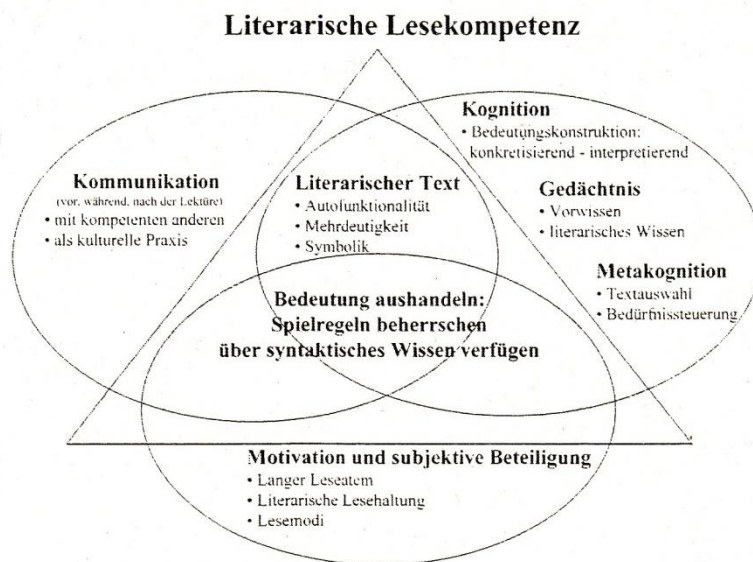 Literarische Lesekompetenz
Kommunikation
(vor, während, nach der Lektüre)
• mit kompetenten anderen
• als kulturelle Praxis
Literarischer Text
• Autofunktionalität
• Mehrdeutigkeit
• Symbolik
Kognition
• Bedeutungskonstruktion:
konkretisierend - interpretierend
Gedächtnis
• Vorwissen
• literarisches Wissen
Metakognition
• Textauswahl
• Bedürfnissteuerung
Bedeutung aushandeln:
Spielregeln beherrschen
über syntaktisches Wissen verfügen
Motivation und subjektive Beteiligung
• Langer Leseatem
• Literarische Lesehaltung
• Lesemodi